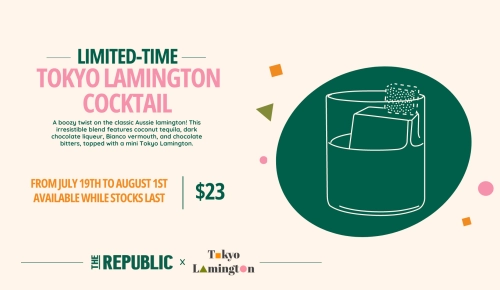 LIMITED-TIME
TOKYO LAMINGTON
COCKTAIL
A boozy twist on the classic Aussie lamington! This
irresistible blend features coconut tequila, dark
chocolate liqueur, Bianco vermouth, and chocolate
bitters, topped with a mini Tokyo Lamington.
FROM JULY 19TH TO AUGUST 1ST
AVAILABLE WHILE STOCKS LAST
$23
THE REPUBLIC x Tokyo
Lamington